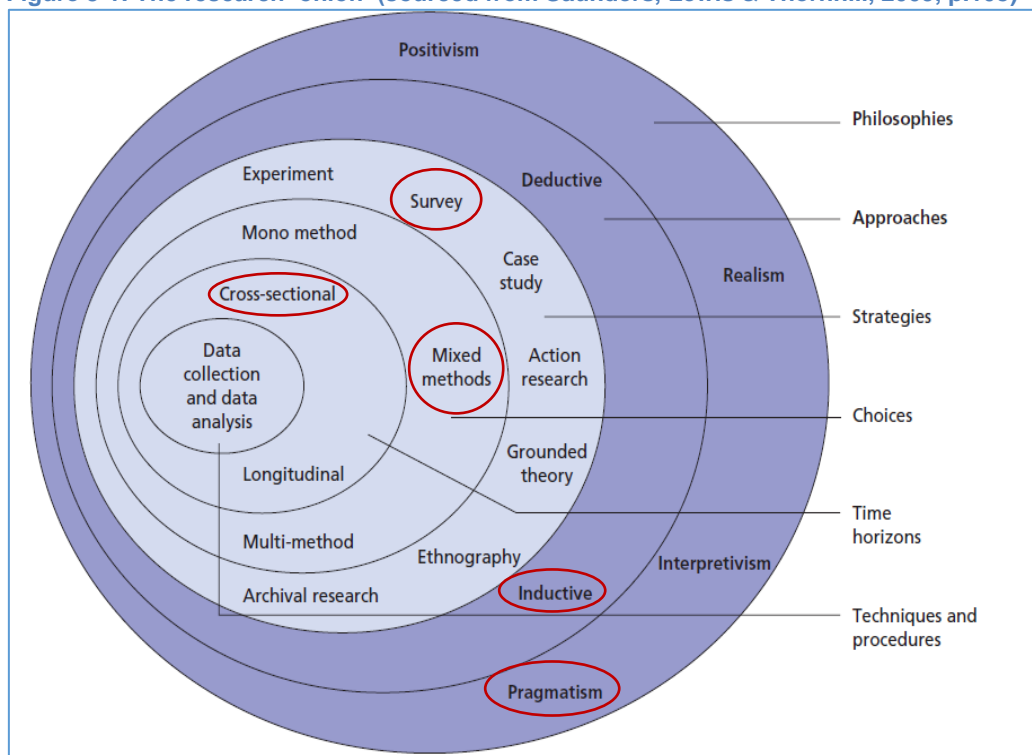 Positivism
Philosophies
Experiment
Survey
Deductive
Approaches
Mono method
Case
study
Realism
Cross-sectional
Strategies
Data
collection
and data
analysis
Mixed
methods
Action
research
Choices
Longitudinal
Grounded
theory
Time
horizons
Multi-method
Ethnography
Interpretivism
Archival research
Inductive
Techniques and
procedures
Pragmatism